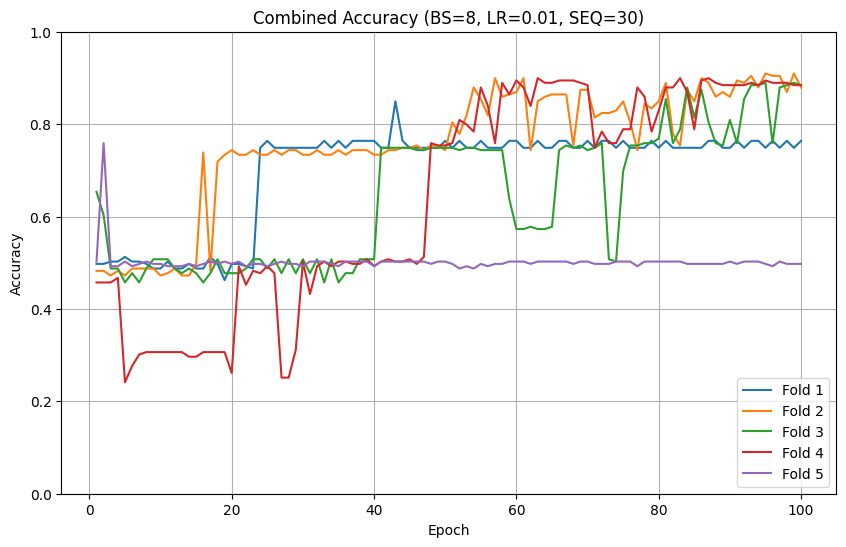 Combined Accuracy (BS=8, LR=0.01, SEQ=30)
Accuracy
1.0
0.8
0.6
0.4
0.2
0.0
0 20 40 60 80 100
Epoch
Fold 1
Fold 2
Fold 3
Fold 4
Fold 5